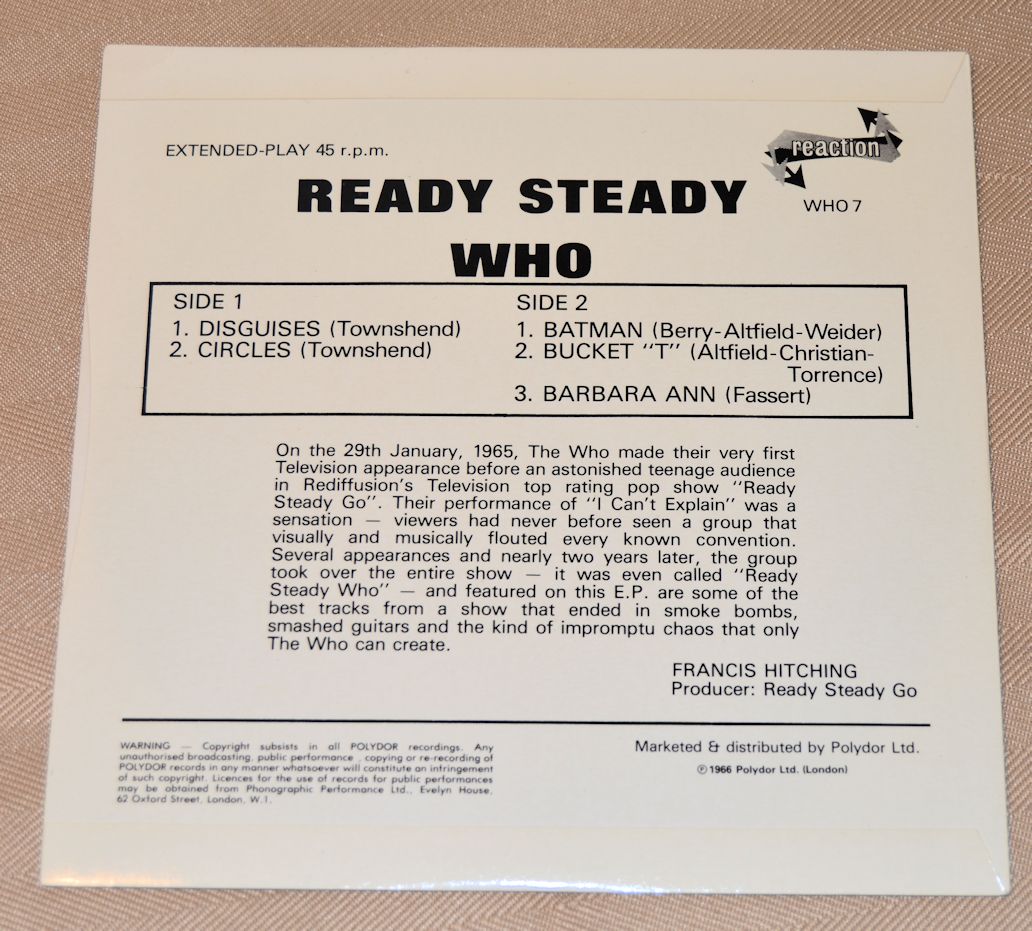 EXTENDED-PLAY 45 r.p.m.
reaction
WHO 7
READY STEADY
WHO
SIDE 1
1. DISGUISES (Townshend)
2. CIRCLES (Townshend)
SIDE 2
1. BATMAN (Berry-Altfield-Weider)
2. BUCKET "T" (Altfield-Christian-
Torrence)
3. BARBARA ANN (Fassert)
On the 29th January, 1965, The Who made their very first
Television appearance before an astonished teenage audience
in Rediffusion's Television top rating pop show "Ready
Steady Go". Their performance of "I Can't Explain" was a
sensation — viewers had never before seen a group that
visually and musically flouted every known convention.
Several appearances and nearly two years later, the group
took over the entire show — it was even called "Ready
Steady Who" — and featured on this E.P. are some of the
best tracks from a show that ended in smoke bombs,
smashed guitars and the kind of impromptu chaos that only
The Who can create.
FRANCIS HITCHING
Producer: Ready Steady Go
WARNING — Copyright subsists in all POLYDOR recordings. Any
unauthorised broadcasting, public performance , copying or re-recording of
POLYDOR records in any manner whatsoever will constitute an infringement
of such copyright. Licences for the use of records for public performances
may be obtained from Phonographic Performance Ltd., Evelyn House,
62 Oxford Street, London, W.1.
Marketed & distributed by Polydor Ltd.
℗ 1966 Polydor Ltd. (London)